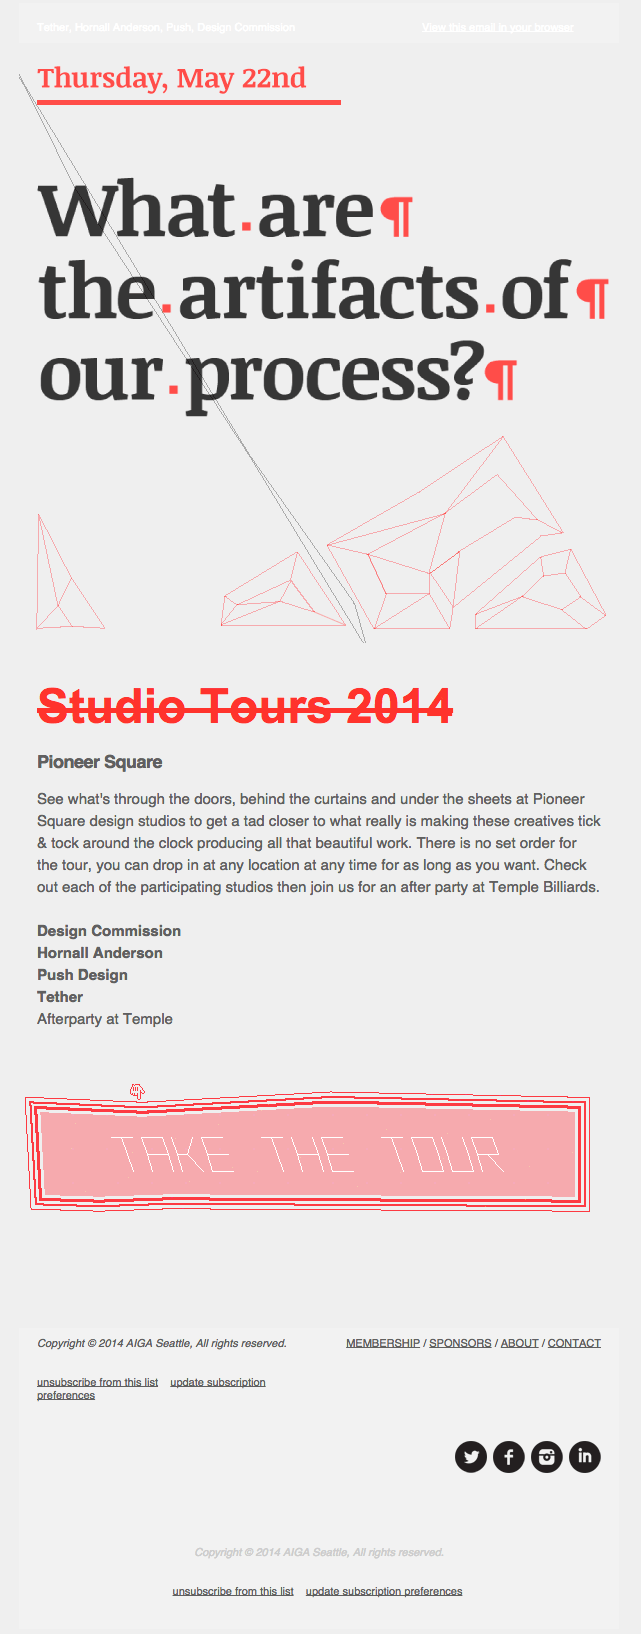 Tether, Hornall Anderson, Push, Design Commission View this email in your browser
Thursday, May 22nd
What.are¶
the.artifacts.of¶
our.process?¶
Studio Tours 2014
Pioneer Square
See what's through the doors, behind the curtains and under the sheets at Pioneer
Square design studios to get a tad closer to what really is making these creatives tick
& tock around the clock producing all that beautiful work. There is no set order for
the tour, you can drop in at any location at any time for as long as you want. Check
out each of the participating studios then join us for an after party at Temple Billiards.
Design Commission
Hornall Anderson
Push Design
Tether
Afterparty at Temple
TAKE THE TOUR
Copyright © 2014 AIGA Seattle, All rights reserved. MEMBERSHIP / SPONSORS / ABOUT / CONTACT
unsubscribe from this list update subscription
preferences
in
Copyright © 2014 AIGA Seattle, All rights reserved.
unsubscribe from this list update subscription preferences